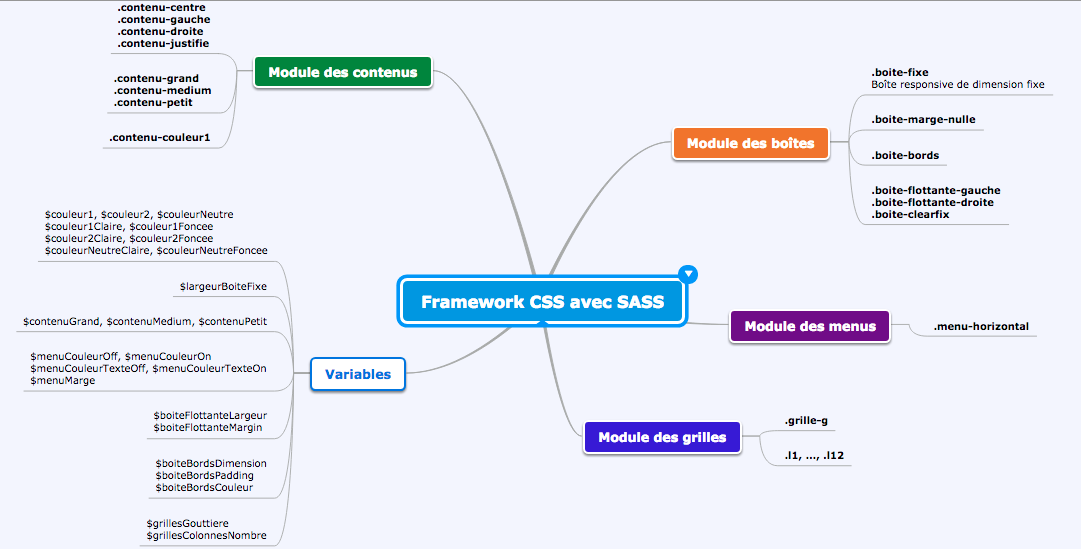 .contenu-centre
.contenu-gauche
.contenu-droite
.contenu-justifie
.contenu-grand
.contenu-medium
.contenu-petit
.contenu-couleur1
Module des contenus
Module des boîtes
.boite-fixe
Boîte responsive de dimension fixe
.boite-marge-nulle
.boite-bords
.boite-flottante-gauche
.boite-flottante-droite
.boite-clearfix
Framework CSS avec SASS
Module des menus
.menu-horizontal
Module des grilles
.grille-g
.l1, ..., .l12
Variables
$couleur1, $couleur2, $couleurNeutre
$couleur1Claire, $couleur1Foncee
$couleur2Claire, $couleur2Foncee
$couleurNeutreClaire, $couleurNeutreFoncee
$largeurBoiteFixe
$contenuGrand, $contenuMedium, $contenuPetit
$menuCouleurOff, $menuCouleurOn
$menuCouleurTexteOff, $menuCouleurTexteOn
$menuMarge
$boiteFlottanteLargeur
$boiteFlottanteMargin
$boiteBordsDimension
$boiteBordsPadding
$boiteBordsCouleur
$grillesGouttiere
$grillesColonnesNombre